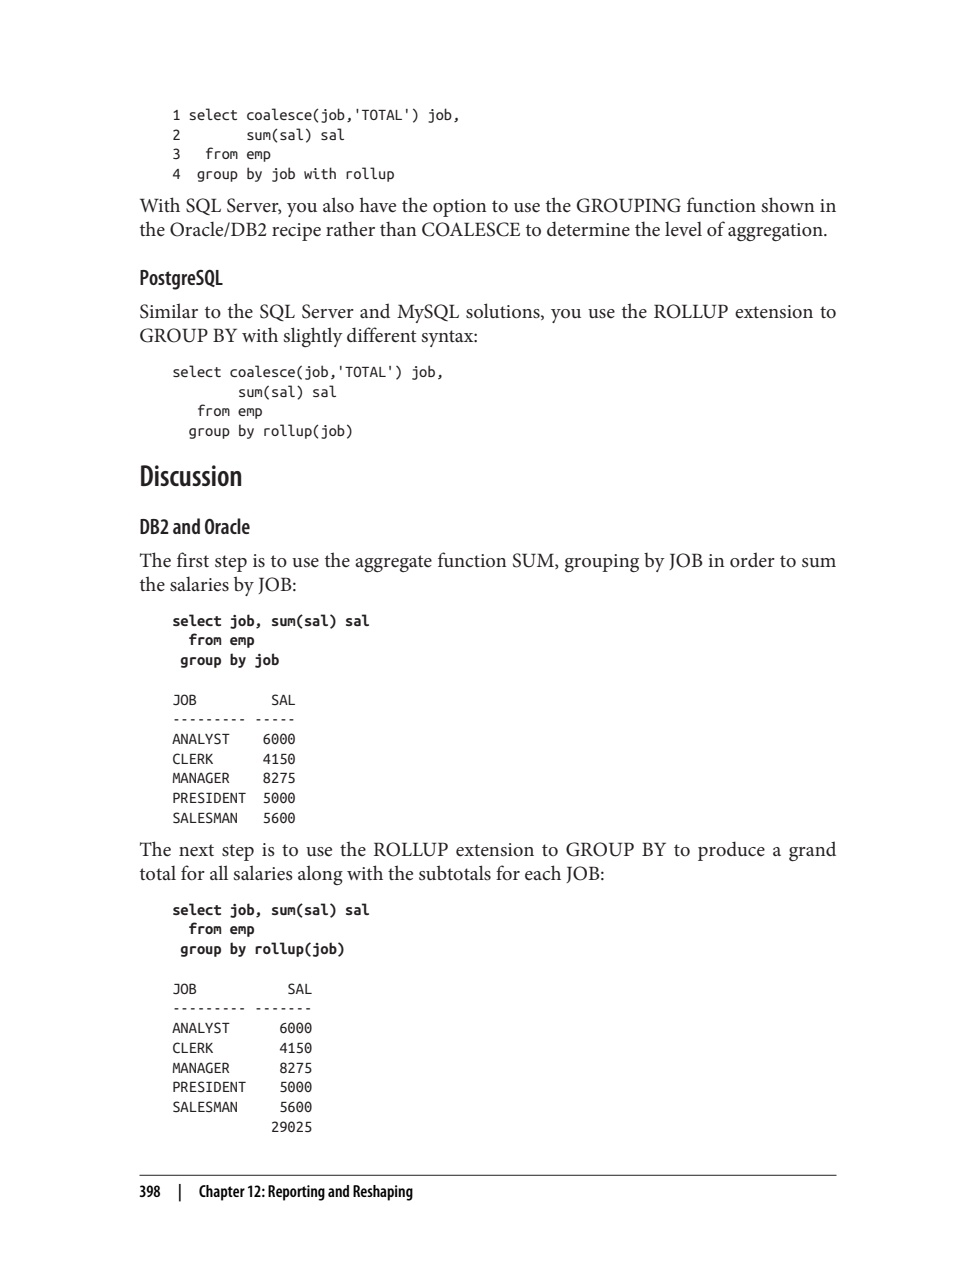 1 select coalesce(job,'TOTAL') job,
2        sum(sal) sal
3   from emp
4  group by job with rollup
With SQL Server, you also have the option to use the GROUPING function shown in
the Oracle/DB2 recipe rather than COALESCE to determine the level of aggregation.
PostgreSQL
Similar to the SQL Server and MySQL solutions, you use the ROLLUP extension to
GROUP BY with slightly different syntax:
select coalesce(job,'TOTAL') job,
        sum(sal) sal
   from emp
  group by rollup(job)
Discussion
DB2 and Oracle
The first step is to use the aggregate function SUM, grouping by JOB in order to sum
the salaries by JOB:
select job, sum(sal) sal
  from emp
 group by job
JOB         SAL
--------- -----
ANALYST    6000
CLERK      4150
MANAGER    8275
PRESIDENT  5000
SALESMAN   5600
The next step is to use the ROLLUP extension to GROUP BY to produce a grand
total for all salaries along with the subtotals for each JOB:
select job, sum(sal) sal
  from emp
 group by rollup(job)
JOB           SAL
--------- -------
ANALYST      6000
CLERK        4150
MANAGER      8275
PRESIDENT    5000
SALESMAN     5600
            29025
398 | Chapter 12: Reporting and Reshaping